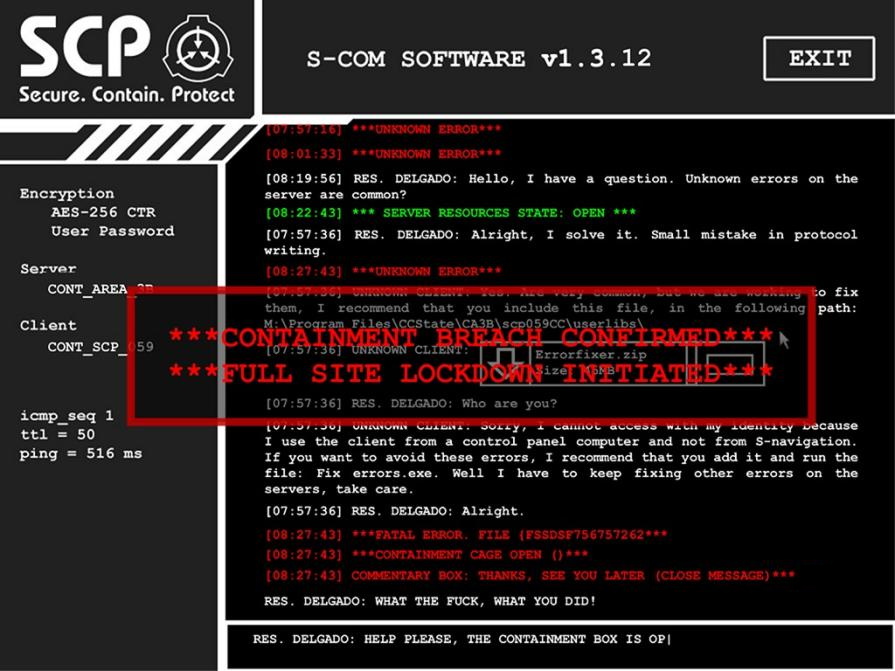 SCP
Secure. Contain. Protect
S-COM SOFTWARE v1.3.12
EXIT
Encryption
AES-256 CTR
User Password
Server
CONT_AREA_3B
Client
CONT_SCP_059
icmp_seq 1
ttl = 50
ping = 516 ms
[07:57:16] ***UNKNOWN ERROR***
[08:01:33] ***UNKNOWN ERROR***
[08:19:56] RES. DELGADO: Hello, I have a question. Unknown errors on the
server are common?
[08:22:43] *** SERVER RESOURCES STATE: OPEN ***
[07:57:36] RES. DELGADO: Alright, I solve it. Small mistake in protocol
writing.
[08:27:43] ***UNKNOWN ERROR***
[07:57:36] UNKNOWN CLIENT: Yes. Are very common, but we are working to fix
them, I recommend that you include this file, in the following path:
M:\Program Files\CCState\CA3B\scp059CC\userlibs\
***CONTAINMENT BREACH CONFIRMED***
[07:57:36] UNKNOWN CLIENT:
Errorfixer.zip
Size: 46MB
***FULL SITE LOCKDOWN INITIATED***
[07:57:36] RES. DELGADO: Who are you?
[07:57:36] UNKNOWN CLIENT: Sorry, I cannot access with my identity because
I use the client from a control panel computer and not from S-navigation.
If you want to avoid these errors, I recommend that you add it and run the
file: Fix errors.exe. Well I have to keep fixing other errors on the
servers, take care.
[07:57:36] RES. DELGADO: Alright.
[08:27:43] ***FATAL ERROR. FILE (FSSDSF756757262***
[08:27:43] ***CONTAINMENT CAGE OPEN ()***
[08:27:43] COMMENTARY BOX: THANKS, SEE YOU LATER (CLOSE MESSAGE)***
RES. DELGADO: WHAT THE FUCK, WHAT YOU DID!
RES. DELGADO: HELP PLEASE, THE CONTAINMENT BOX IS OP|